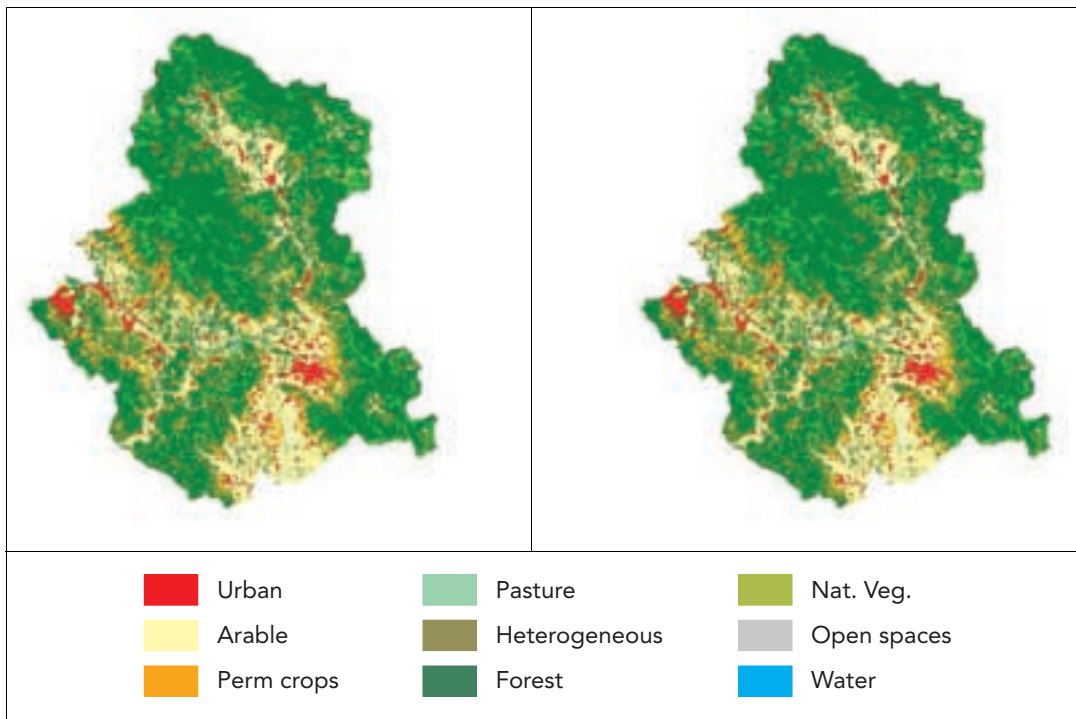 Urban
Pasture
Nat. Veg.
Arable
Heterogeneous
Open spaces
Perm crops
Forest
Water